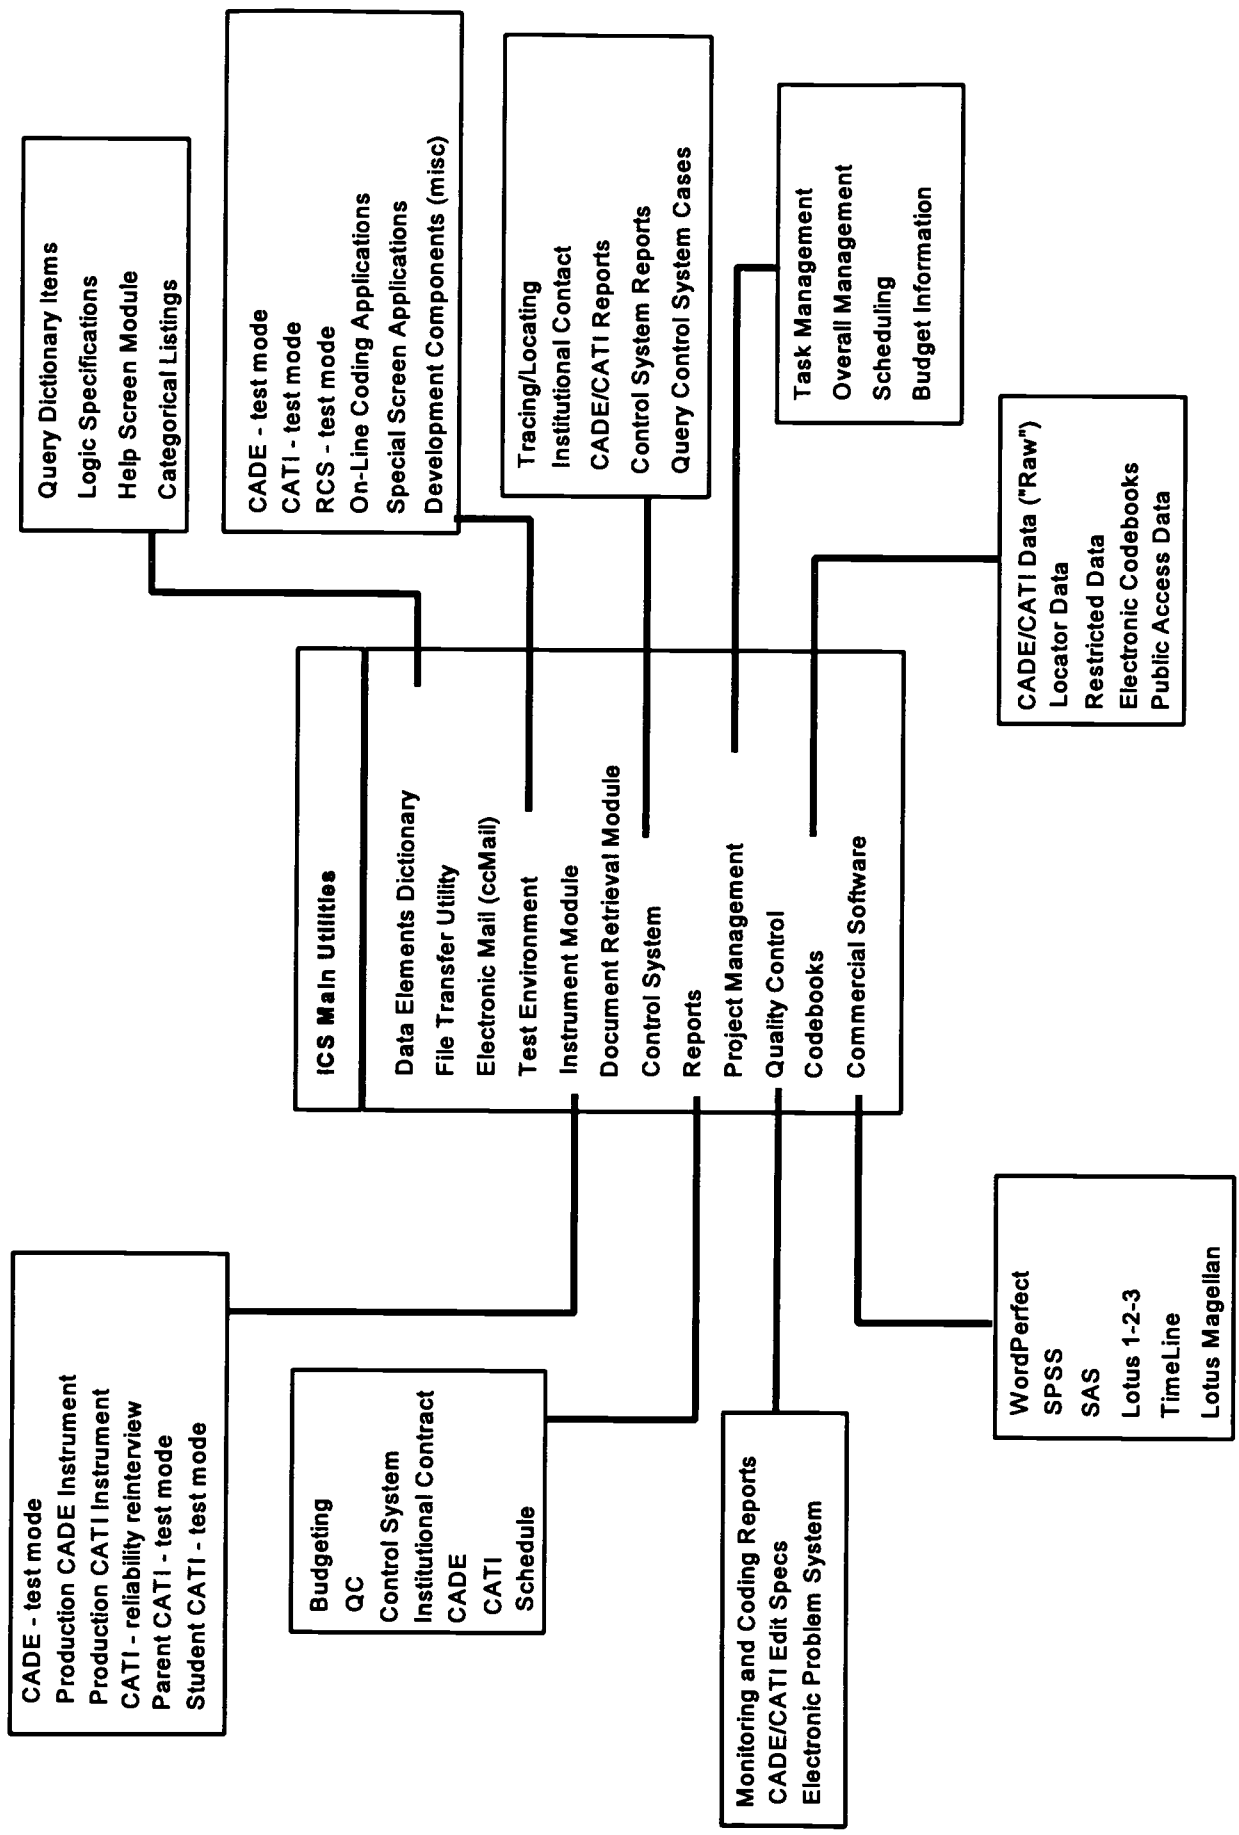 CADE - test mode
Production CADE Instrument
Production CATI Instrument
CATI - reliability reinterview
Parent CATI - test mode
Student CATI - test mode
Budgeting
QC
Control System
Institutional Contract
CADE
CATI
Schedule
Monitoring and Coding Reports
CADE/CATI Edit Specs
Electronic Problem System
WordPerfect
SPSS
SAS
Lotus 1-2-3
TimeLine
Lotus Magellan
ICS Main Utilities
Data Elements Dictionary
File Transfer Utility
Electronic Mail (ccMail)
Test Environment
Instrument Module
Document Retrieval Module
Control System
Reports
Project Management
Quality Control
Codebooks
Commercial Software
Query Dictionary Items
Logic Specifications
Help Screen Module
Categorical Listings
CADE - test mode
CATI - test mode
RCS - test mode
On-Line Coding Applications
Special Screen Applications
Development Components (misc)
Tracing/Locating
Institutional Contact
CADE/CATI Reports
Control System Reports
Query Control System Cases
Task Management
Overall Management
Scheduling
Budget Information
CADE/CATI Data ("Raw")
Locator Data
Restricted Data
Electronic Codebooks
Public Access Data